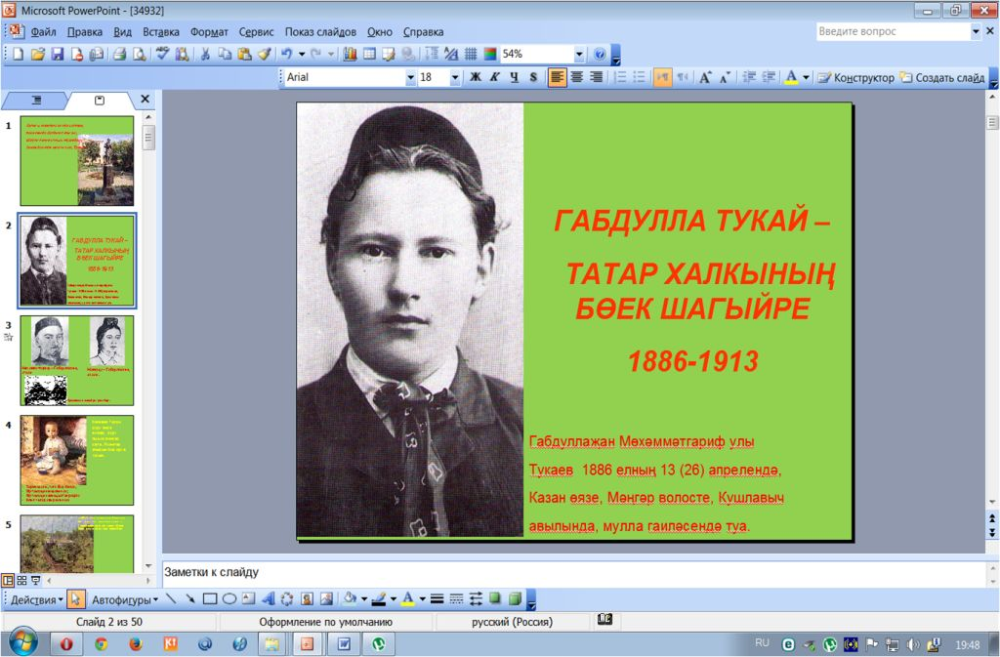 Microsoft PowerPoint - [34932]
Файл Правка Вид Вставка Формат Сервис Показ слайдов Окно Справка
Введите вопрос
54%
Arial 18 Ж К Ч S Конструктор Создать слайд
1
2
ГАБДУЛЛА ТУКАЙ –
ТАТАР ХАЛКЫНЫҢ
БӨЕК ШАГЫЙРЕ
1886-1913
3
4
5
ГАБДУЛЛА ТУКАЙ –
ТАТАР ХАЛКЫНЫҢ
БӨЕК ШАГЫЙРЕ
1886-1913
Габдуллажан Мөхәммәтгариф улы
Тукаев 1886 елның 13 (26) апрелендә,
Казан өязе, Мәңгәр волосте, Кушлавыч
авылында, мулла гаиләсендә туа.
Заметки к слайду
Действия Автофигуры
Слайд 2 из 50 Оформление по умолчанию русский (Россия)
RU 19:48